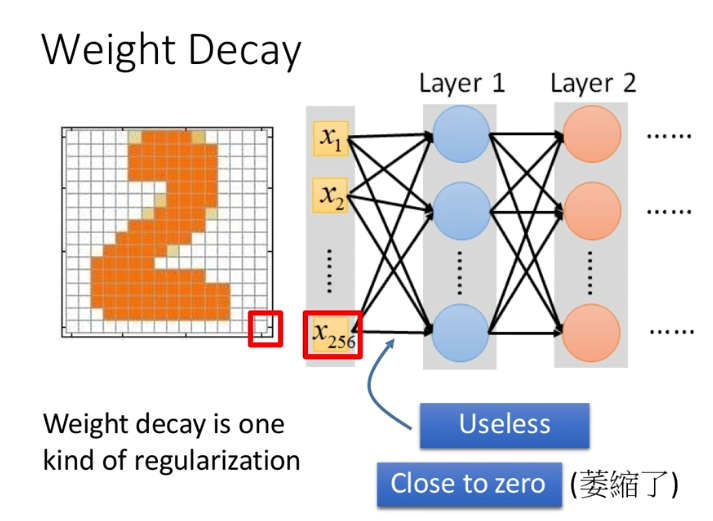 Weight Decay
Layer 1
Layer 2
x₁
……
x₂
……
……
x₂₅₆
……
Weight decay is one
kind of regularization
Useless
Close to zero
(萎縮了)